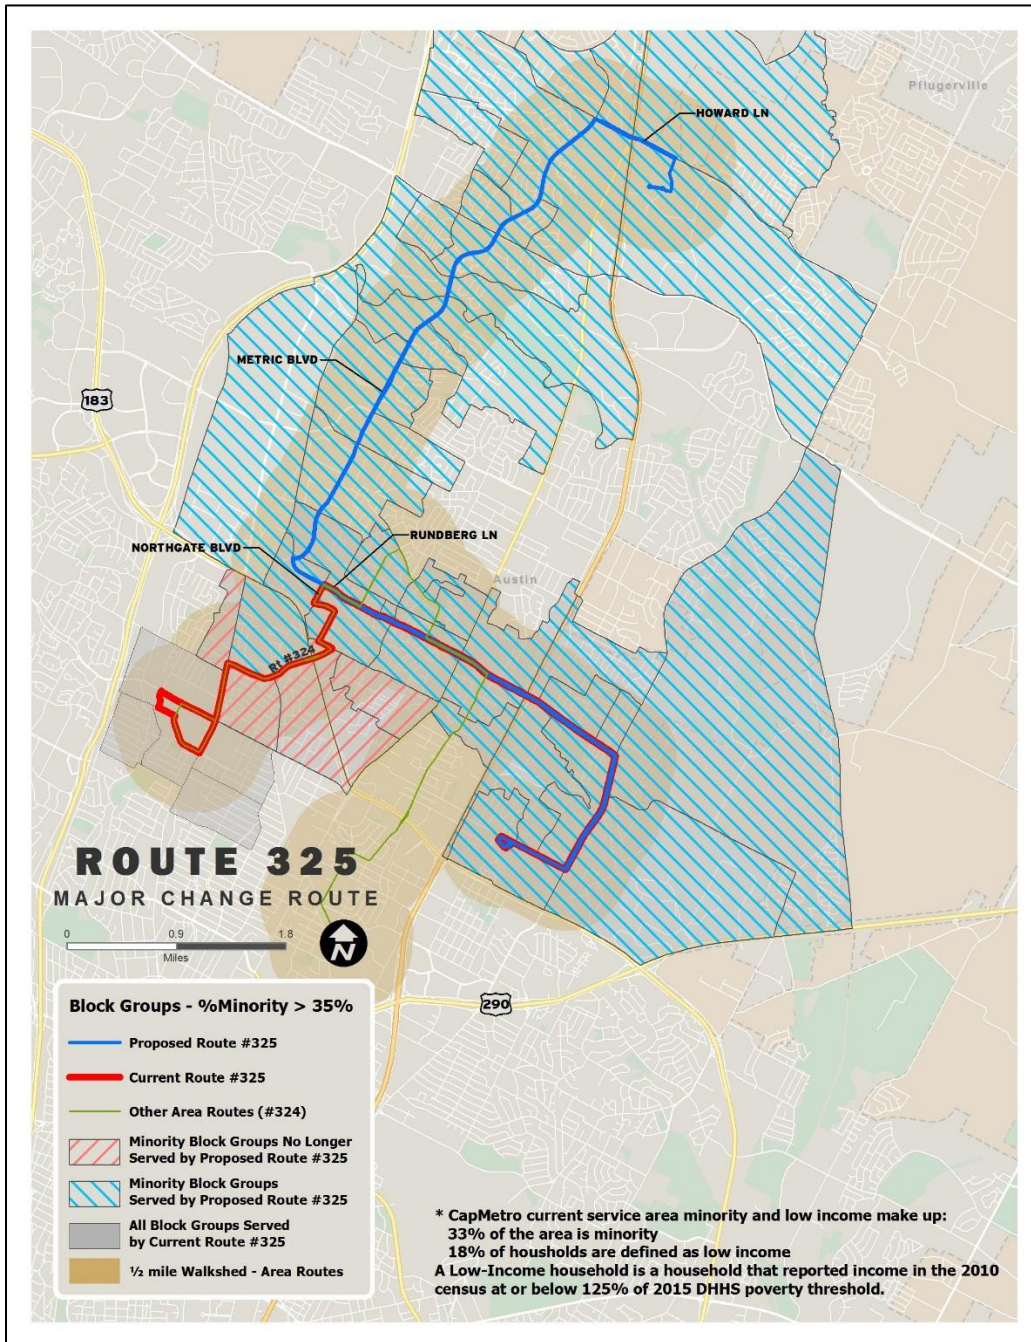 Pflugerville
HOWARD LN
METRIC BLVD
183
NORTHGATE BLVD
RUNDBERG LN
Austin
Rt #324
ROUTE 325
MAJOR CHANGE ROUTE
0 0.9 1.8
Miles
N
290
Block Groups - %Minority > 35%
Proposed Route #325
Current Route #325
Other Area Routes (#324)
Minority Block Groups No Longer
Served by Proposed Route #325
Minority Block Groups
Served by Proposed Route #325
All Block Groups Served
by Current Route #325
½ mile Walkshed - Area Routes
* CapMetro current service area minority and low income make up:
33% of the area is minority
18% of housholds are defined as low income
A Low-Income household is a household that reported income in the 2010
census at or below 125% of 2015 DHHS poverty threshold.